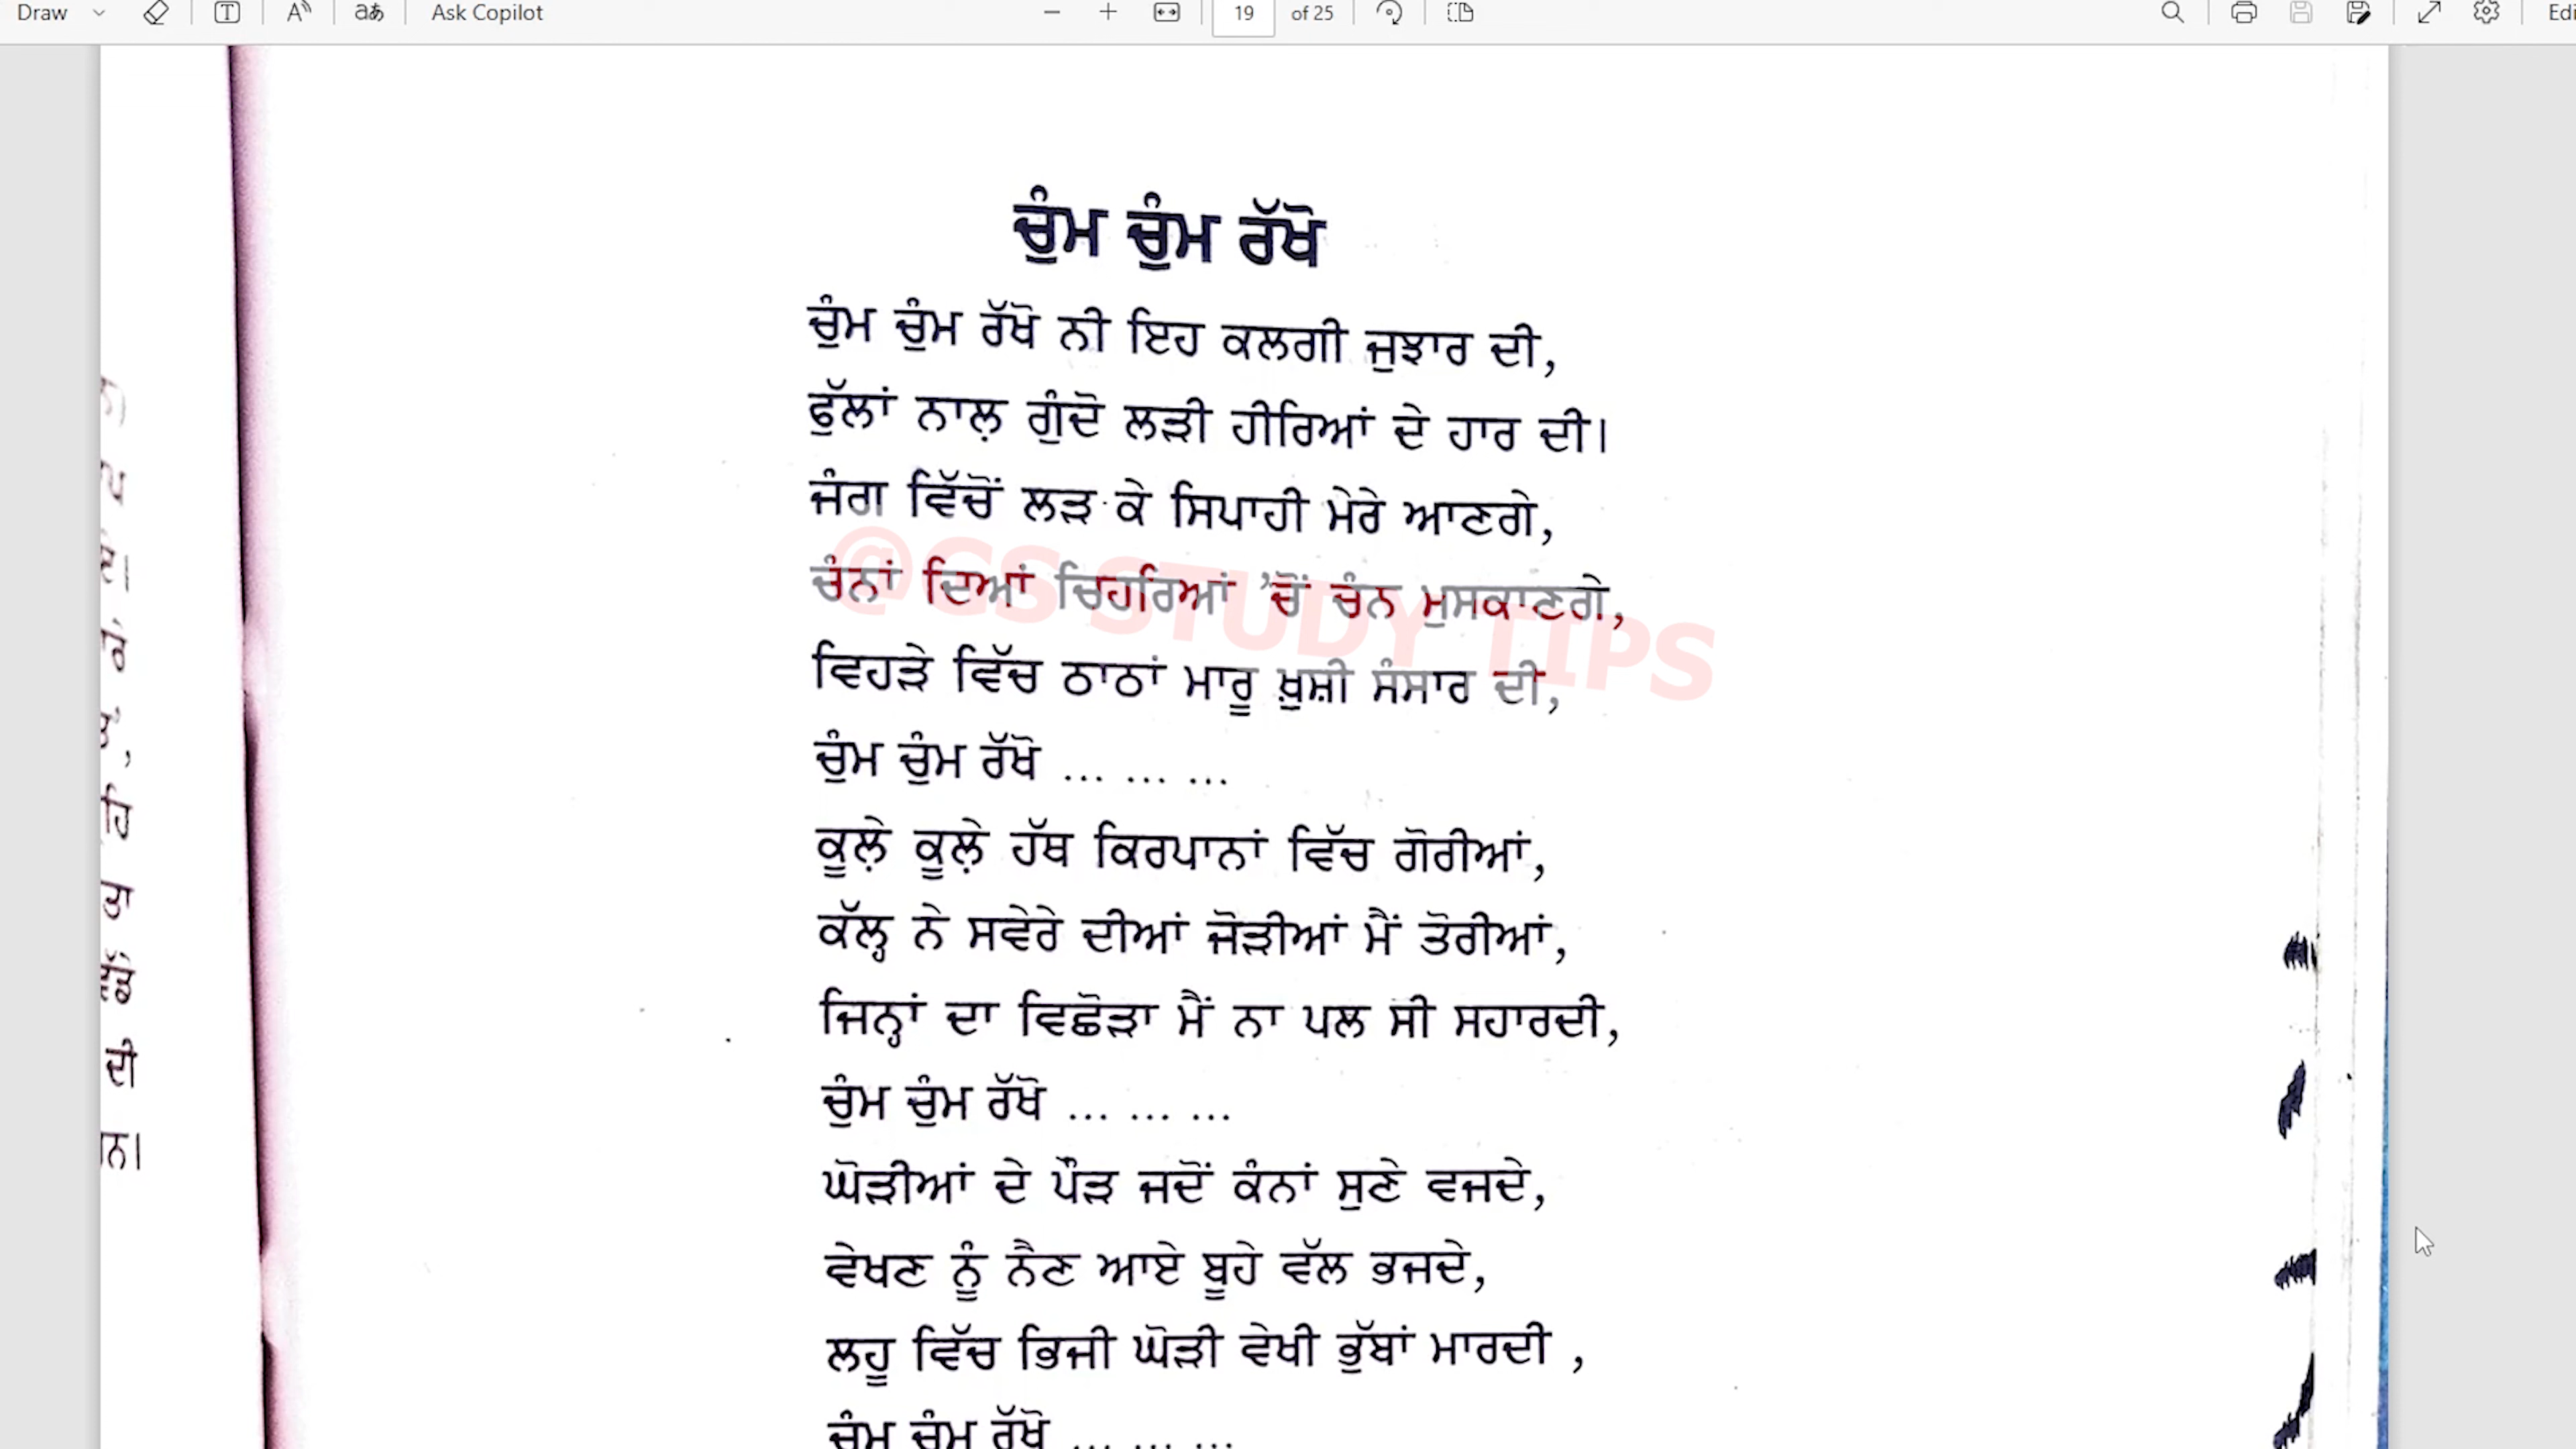 Draw
Ask Copilot
19 of 25
Edi
ਚੁੰਮ ਚੁੰਮ ਰੱਖੋ
ਚੁੰਮ ਚੁੰਮ ਰੱਖੋ ਨੀ ਇਹ ਕਲਗੀ ਜੁਝਾਰ ਦੀ,
ਫੁੱਲਾਂ ਨਾਲ਼ ਗੁੰਦੋ ਲੜੀ ਹੀਰਿਆਂ ਦੇ ਹਾਰ ਦੀ।
ਜੰਗ ਵਿੱਚੋਂ ਲੜ ਕੇ ਸਿਪਾਹੀ ਮੇਰੇ ਆਣਗੇ,
ਚੰਨਾਂ ਦਿਆਂ ਚਿਹਰਿਆਂ 'ਚੋਂ ਚੰਨ ਮੁਸਕਾਣਗੇ,
@GS STUDY TIPS
ਵਿਹੜੇ ਵਿੱਚ ਠਾਠਾਂ ਮਾਰੂ ਖ਼ੁਸ਼ੀ ਸੰਸਾਰ ਦੀ,
ਚੁੰਮ ਚੁੰਮ ਰੱਖੋ ... ... ...
ਕੂਲ਼ੇ ਕੂਲ਼ੇ ਹੱਥ ਕਿਰਪਾਨਾਂ ਵਿੱਚ ਗੋਰੀਆਂ,
ਕੱਲ੍ਹ ਨੇ ਸਵੇਰੇ ਦੀਆਂ ਜੋੜੀਆਂ ਮੈਂ ਤੋਰੀਆਂ,
ਜਿਨ੍ਹਾਂ ਦਾ ਵਿਛੋੜਾ ਮੈਂ ਨਾ ਪਲ ਸੀ ਸਹਾਰਦੀ,
ਚੁੰਮ ਚੁੰਮ ਰੱਖੋ ... ... ...
ਘੋੜੀਆਂ ਦੇ ਪੌੜ ਜਦੋਂ ਕੰਨਾਂ ਸੁਣੇ ਵਜਦੇ,
ਵੇਖਣ ਨੂੰ ਨੈਣ ਆਏ ਬੂਹੇ ਵੱਲ ਭਜਦੇ,
ਲਹੂ ਵਿੱਚ ਭਿਜੀ ਘੋੜੀ ਵੇਖੀ ਭੁੱਬਾਂ ਮਾਰਦੀ ,
ਚੁੰਮ ਚੁੰਮ ਰੱਖੋ ... ... ...